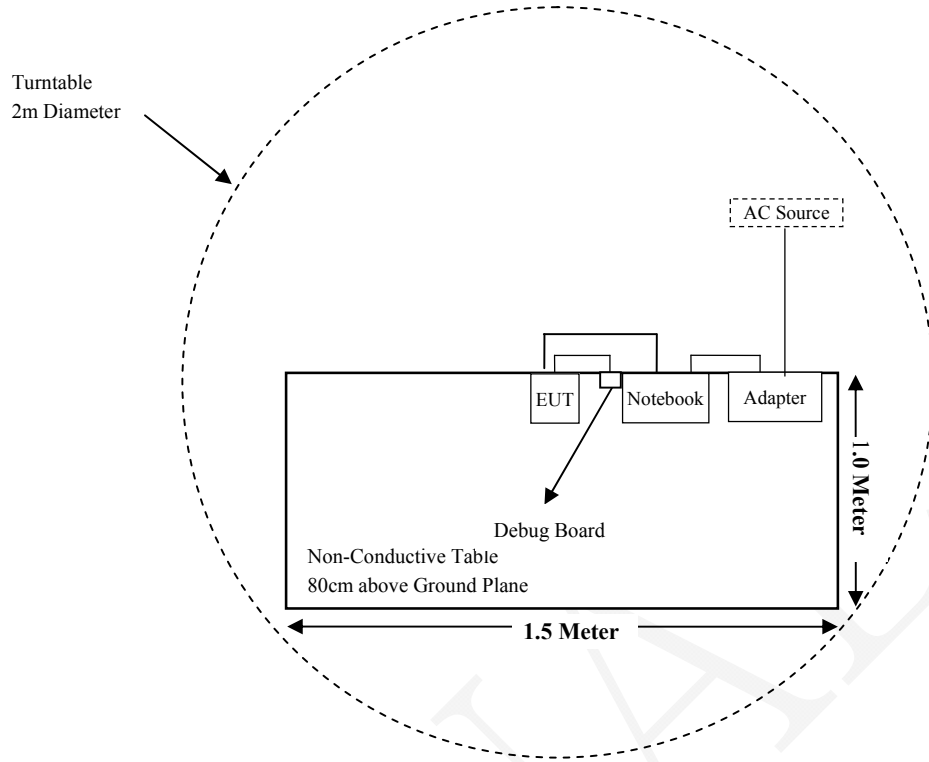 Turntable
2m Diameter
AC Source
EUT
Notebook
Adapter
1.0 Meter
Debug Board
Non-Conductive Table
80cm above Ground Plane
1.5 Meter